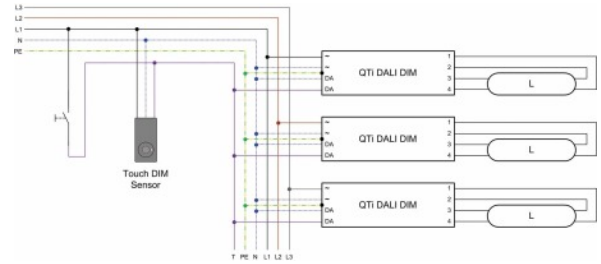 L3
L2
L1
N
PE
~ QTi DALI DIM 1
~ 2
DA 3
DA 4
L
~ QTi DALI DIM 1
~ 2
DA 3
DA 4
L
~ QTi DALI DIM 1
~ 2
DA 3
DA 4
L
Touch DIM
Sensor
T PE N L1 L2 L3